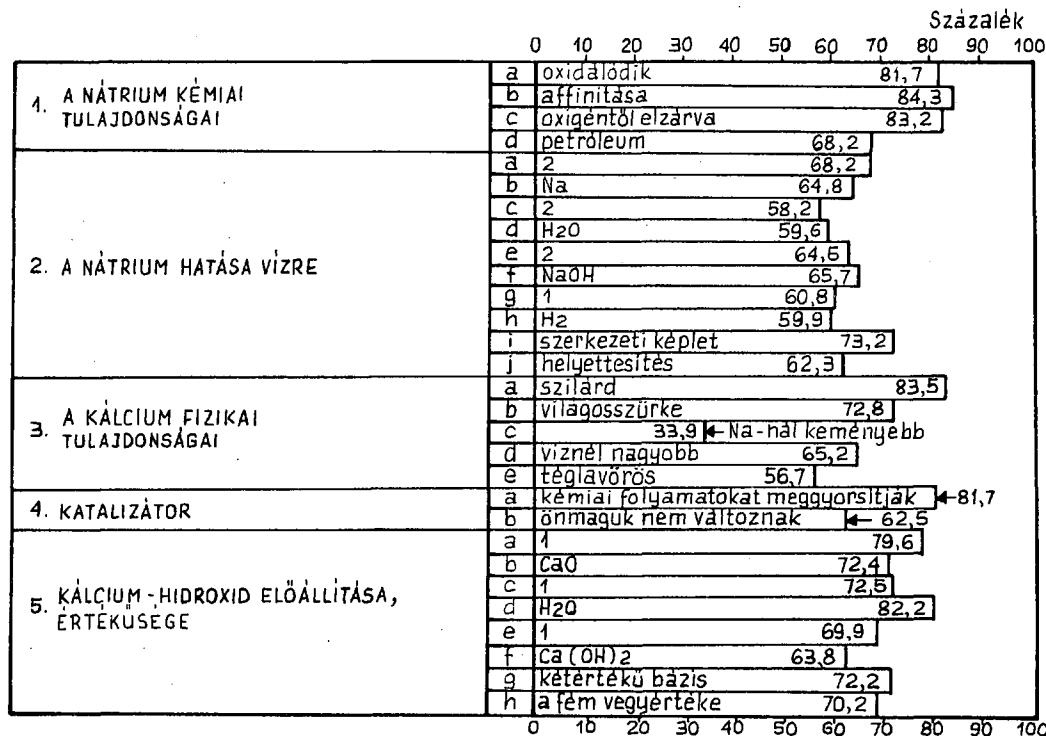 Százalék
0 10 20 30 40 50 60 70 80 90 100
1. A NÁTRIUM KÉMIAI
TULAJDONSÁGAI
a oxidálódik 81,7
b affinitása 84,3
c oxigéntől elzárva 83,2
d petróleum 68,2
2. A NÁTRIUM HATÁSA VÍZRE
a 2 68,2
b Na 64,8
c 2 58,2
d H2O 59,6
e 2 64,5
f NaOH 65,7
g 1 60,8
h H2 59,9
i szerkezeti képlet 73,2
j helyettesítés 62,3
3. A KÁLCIUM FIZIKAI
TULAJDONSÁGAI
a szilárd 83,5
b világosszürke 72,8
c 33,9 Na-nál keményebb
d víznél nagyobb 65,2
e téglavörös 56,7
4. KATALIZÁTOR
a kémiai folyamatokat meggyorsítják 81,7
b önmaguk nem változnak 62,5
5. KÁLCIUM-HIDROXID ELŐÁLLÍTÁSA,
ÉRTÉKŰSÉGE
a 1 79,6
b CaO 72,4
c 1 72,5
d H2O 82,2
e 1 69,9
f Ca(OH)2 63,8
g kétértékű bázis 72,2
h a fém vegyértéke 70,2
0 10 20 30 40 50 60 70 80 90 100